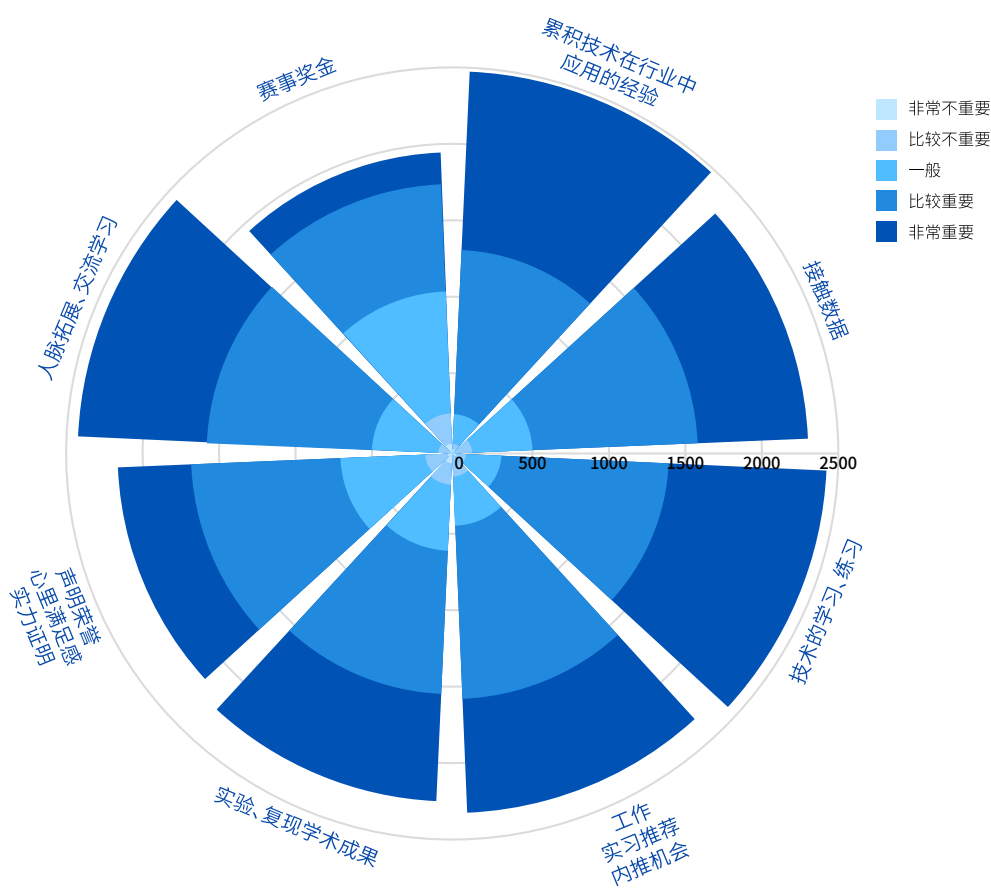 累积技术在行业中
应用的经验
赛事奖金
非常不重要
比较不重要
一般
比较重要
非常重要
人脉拓展、交流学习
接触数据
0 500 1000 1500 2000 2500
声明荣誉
心里满足感
实力证明
技术的学习、练习
实验、复现学术成果
工作
实习推荐
内推机会